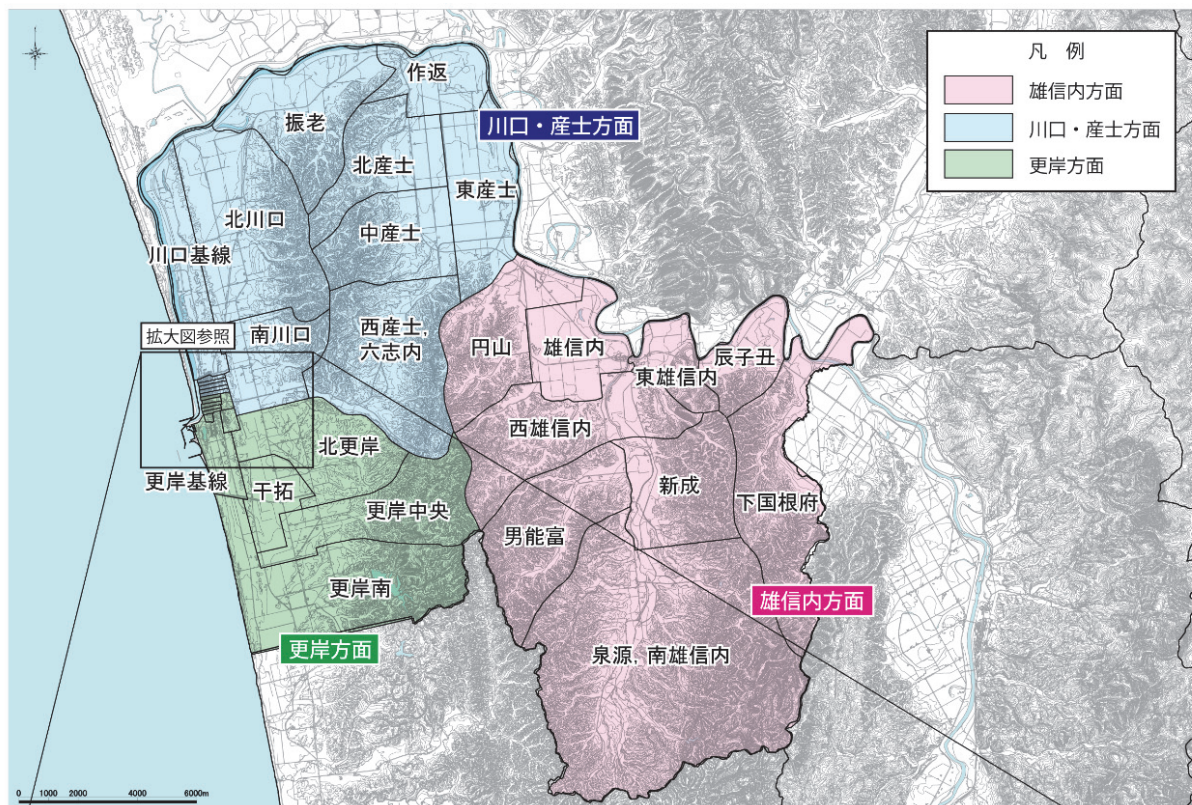 凡 例
雄信内方面
川口・産士方面
更岸方面
作返
振老
川口・産士方面
北産士
東産士
北川口
中産士
川口基線
拡大図参照
南川口
西産士,
六志内
円山
雄信内
辰子丑
東雄信内
西雄信内
北更岸
更岸基線
干拓
新成
下国根府
更岸中央
男能富
更岸南
雄信内方面
更岸方面
泉源, 南雄信内
0 1000 2000 4000 6000m